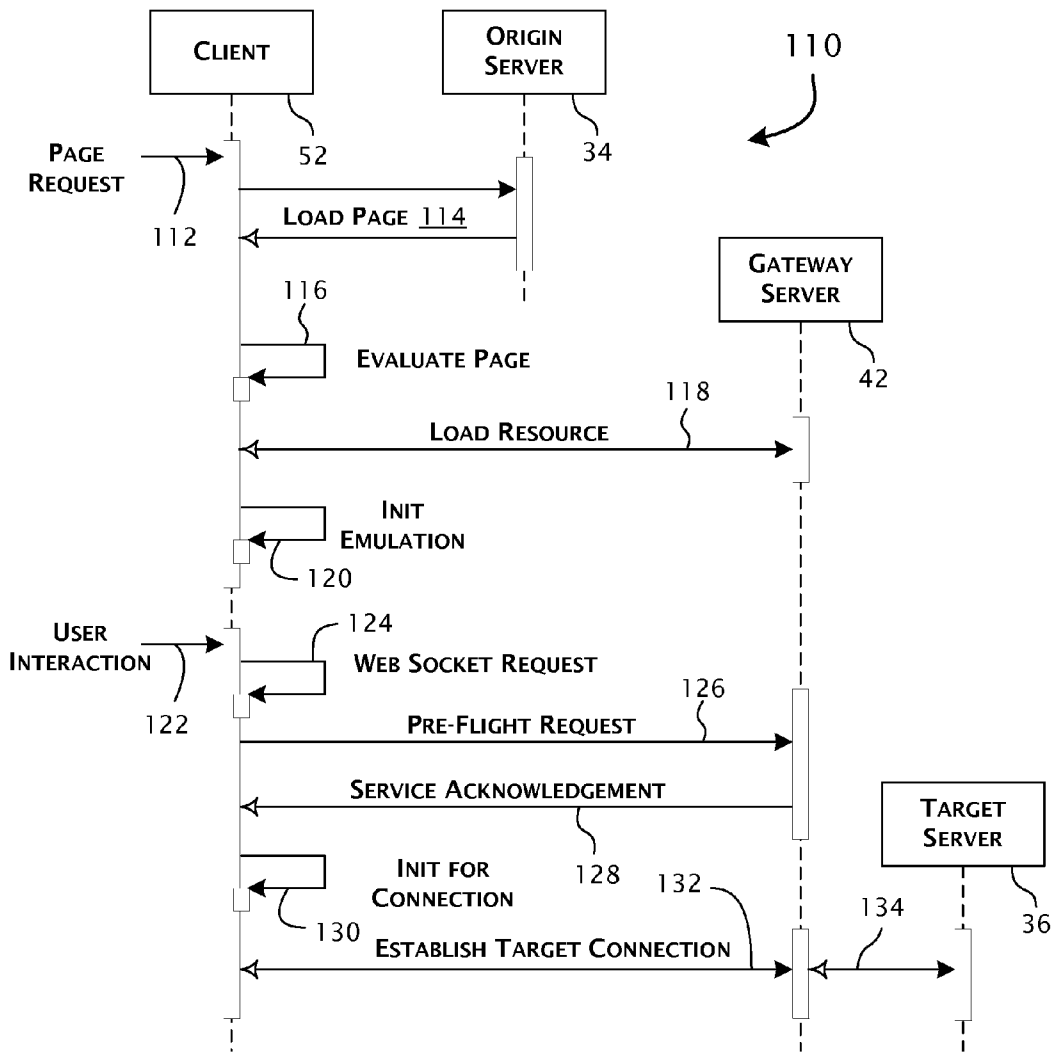 CLIENT
ORIGIN
SERVER
110
52
34
PAGE
REQUEST
112
LOAD PAGE 114
GATEWAY
SERVER
42
116
EVALUATE PAGE
118
LOAD RESOURCE
INIT
EMULATION
120
USER
INTERACTION
122
124
WEB SOCKET REQUEST
126
PRE-FLIGHT REQUEST
SERVICE ACKNOWLEDGEMENT
128
TARGET
SERVER
36
INIT FOR
CONNECTION
130
132
134
ESTABLISH TARGET CONNECTION